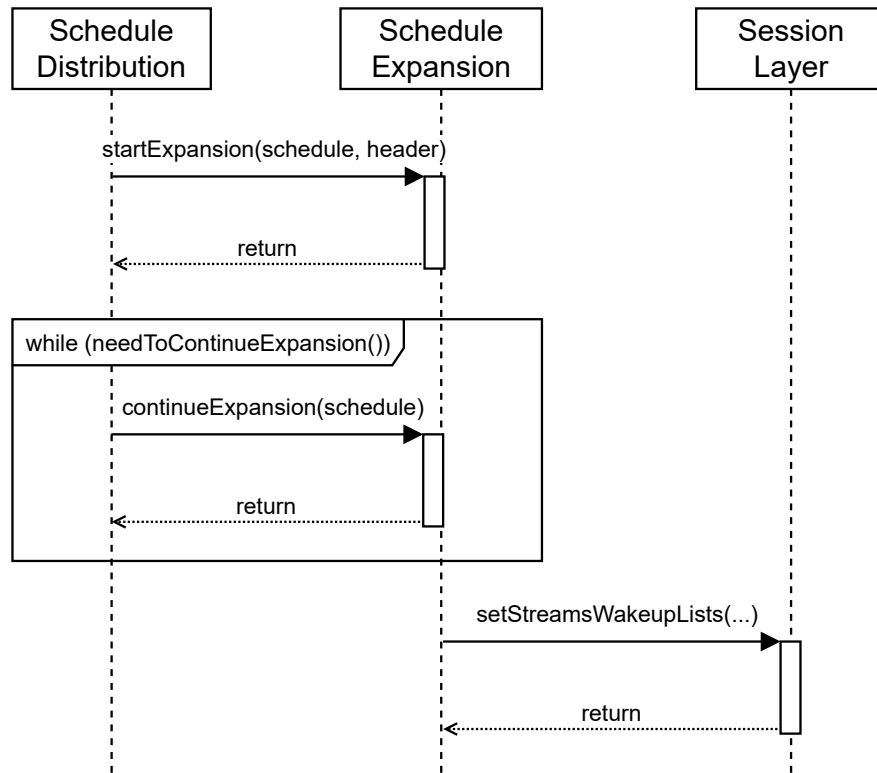 Schedule
Distribution
Schedule
Expansion
Session
Layer
startExpansion(schedule, header)
return
while (needToContinueExpansion())
continueExpansion(schedule)
return
setStreamsWakeupLists(...)
return